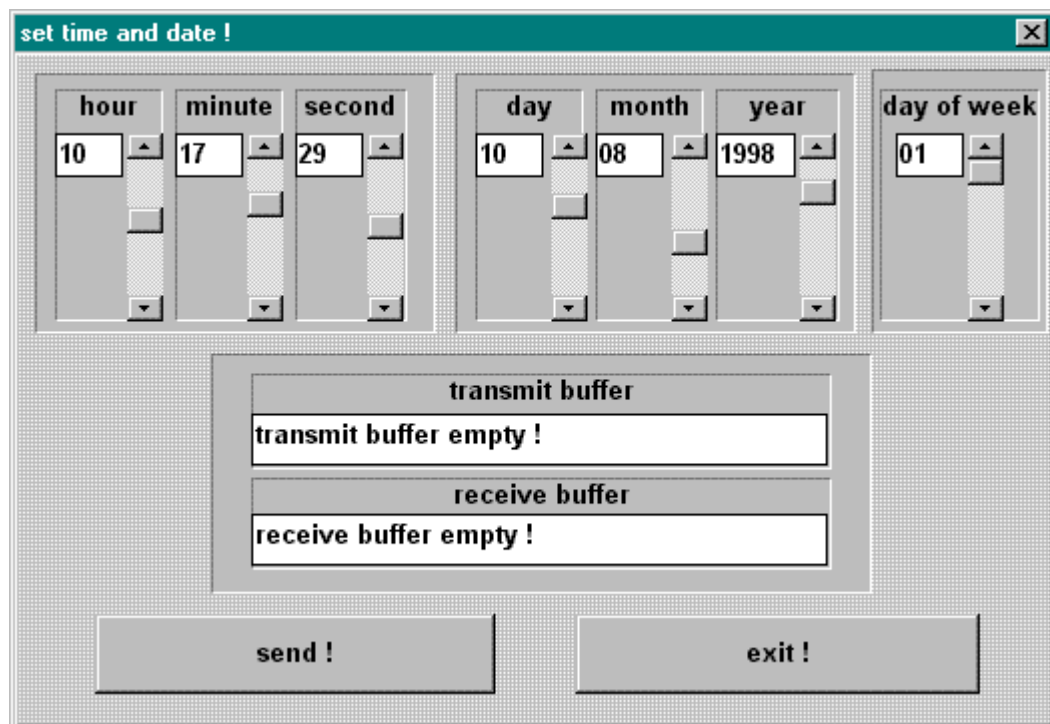 set time and date !
hour minute second day month year day of week
10 17 29 10 08 1998 01
transmit buffer
transmit buffer empty !
receive buffer
receive buffer empty !
send ! exit !